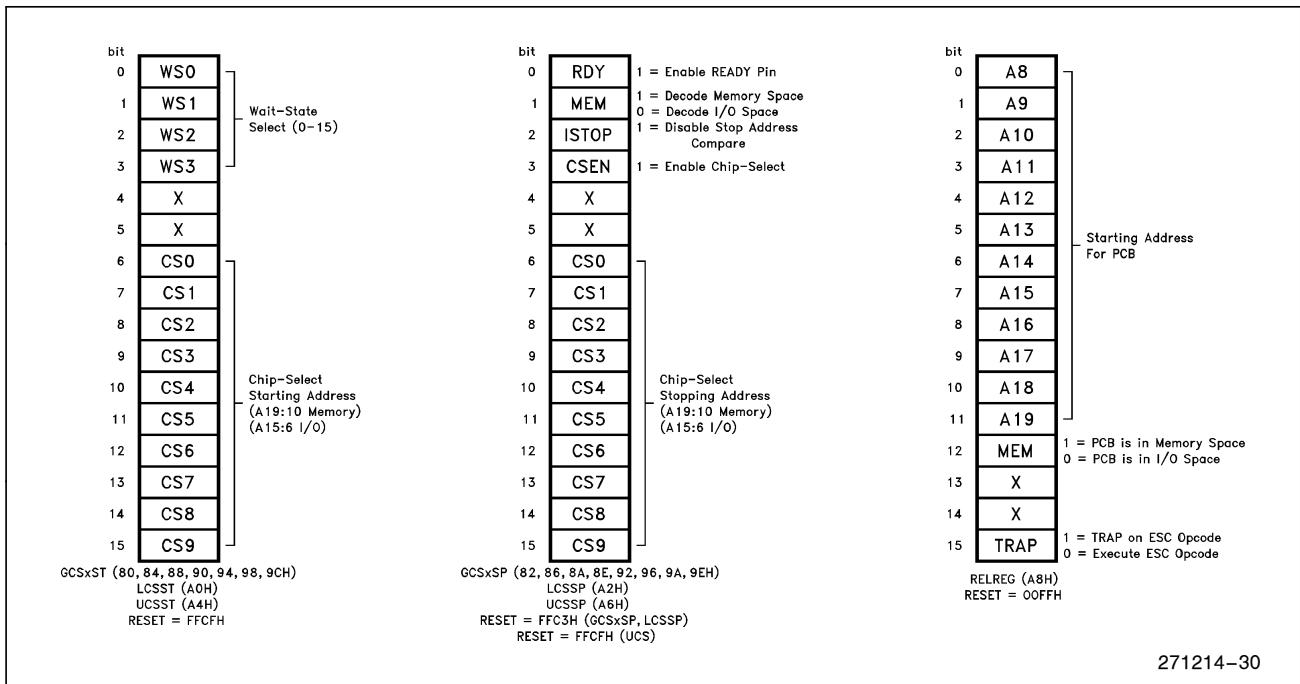 bit
0 WS0
1 WS1
2 WS2
3 WS3
4 X
5 X
6 CS0
7 CS1
8 CS2
9 CS3
10 CS4
11 CS5
12 CS6
13 CS7
14 CS8
15 CS9
Wait-State
Select (0-15)
Chip-Select
Starting Address
(A19:10 Memory)
(A15:6 I/O)
GCSxST (80, 84, 88, 90, 94, 98, 9CH)
LCSST (A0H)
UCSST (A4H)
RESET = FFCFH
bit
0 RDY 1 = Enable READY Pin
1 MEM 1 = Decode Memory Space
0 = Decode I/O Space
2 ISTOP 1 = Disable Stop Address
Compare
3 CSEN 1 = Enable Chip-Select
4 X
5 X
6 CS0
7 CS1
8 CS2
9 CS3
10 CS4
11 CS5
12 CS6
13 CS7
14 CS8
15 CS9
Chip-Select
Stopping Address
(A19:10 Memory)
(A15:6 I/O)
GCSxSP (82, 86, 8A, 8E, 92, 96, 9A, 9EH)
LCSSP (A2H)
UCSSP (A6H)
RESET = FFC3H (GCSxSP, LCSSP)
RESET = FFCFH (UCS)
bit
0 A8
1 A9
2 A10
3 A11
4 A12
5 A13
6 A14
7 A15
8 A16
9 A17
10 A18
11 A19
Starting Address
For PCB
12 MEM 1 = PCB is in Memory Space
0 = PCB is in I/O Space
13 X
14 X
15 TRAP 1 = TRAP on ESC Opcode
0 = Execute ESC Opcode
RELREG (A8H)
RESET = 00FFH
271214-30